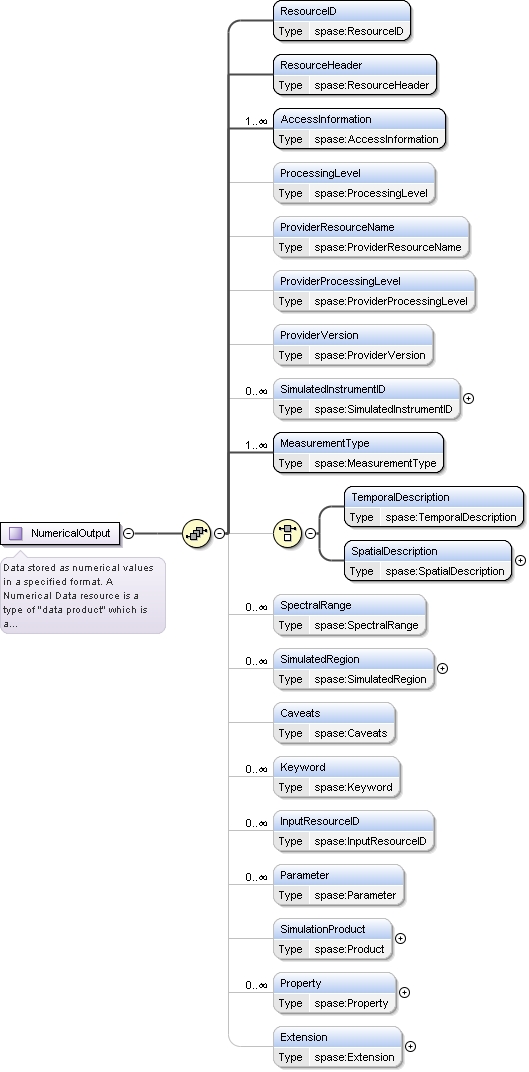 ResourceID
Type spase:ResourceID
ResourceHeader
Type spase:ResourceHeader
1..∞ AccessInformation
Type spase:AccessInformation
ProcessingLevel
Type spase:ProcessingLevel
ProviderResourceName
Type spase:ProviderResourceName
ProviderProcessingLevel
Type spase:ProviderProcessingLevel
ProviderVersion
Type spase:ProviderVersion
0..∞ SimulatedInstrumentID
Type spase:SimulatedInstrumentID
1..∞ MeasurementType
Type spase:MeasurementType
TemporalDescription
Type spase:TemporalDescription
NumericalOutput
SpatialDescription
Type spase:SpatialDescription
Data stored as numerical values
in a specified format. A
Numerical Data resource is a
type of "data product" which is
a...
0..∞ SpectralRange
Type spase:SpectralRange
0..∞ SimulatedRegion
Type spase:SimulatedRegion
Caveats
Type spase:Caveats
0..∞ Keyword
Type spase:Keyword
0..∞ InputResourceID
Type spase:InputResourceID
0..∞ Parameter
Type spase:Parameter
SimulationProduct
Type spase:Product
0..∞ Property
Type spase:Property
Extension
Type spase:Extension